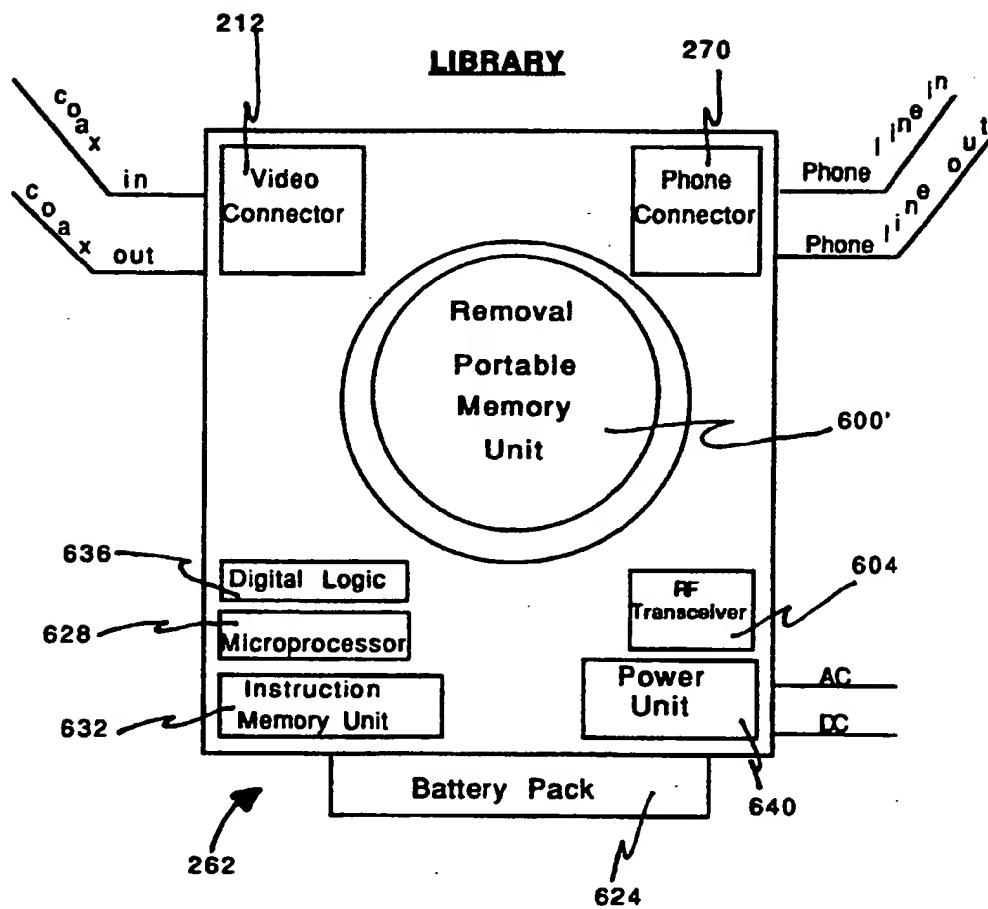 212
LIBRARY
270
coax in
coax out
Video
Connector
Phone
Connector
Phone line in
Phone line out
Removal
Portable
Memory
Unit
600'
636
Digital Logic
628
Microprocessor
632
Instruction
Memory Unit
RF
Transceiver
604
Power
Unit
AC
DC
640
Battery Pack
262
624